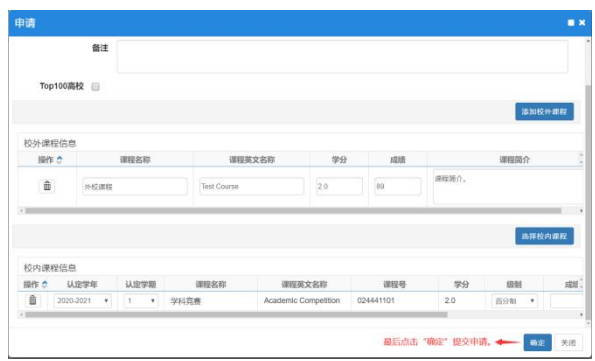 申请
备注
Top100高校
添加校外课程
校外课程信息
操作 课程名称 课程英文名称 学分 成绩 课程简介
外校课程 Test Course 2.0 89 课程简介。
选择校内课程
校内课程信息
操作 认定学年 认定学期 课程名称 课程英文名称 课程号 学分 级制 成绩
2020-2021 1 学科竞赛 Academic Competition 024441101 2.0 百分制
最后点击“确定”提交申请。 确定 关闭